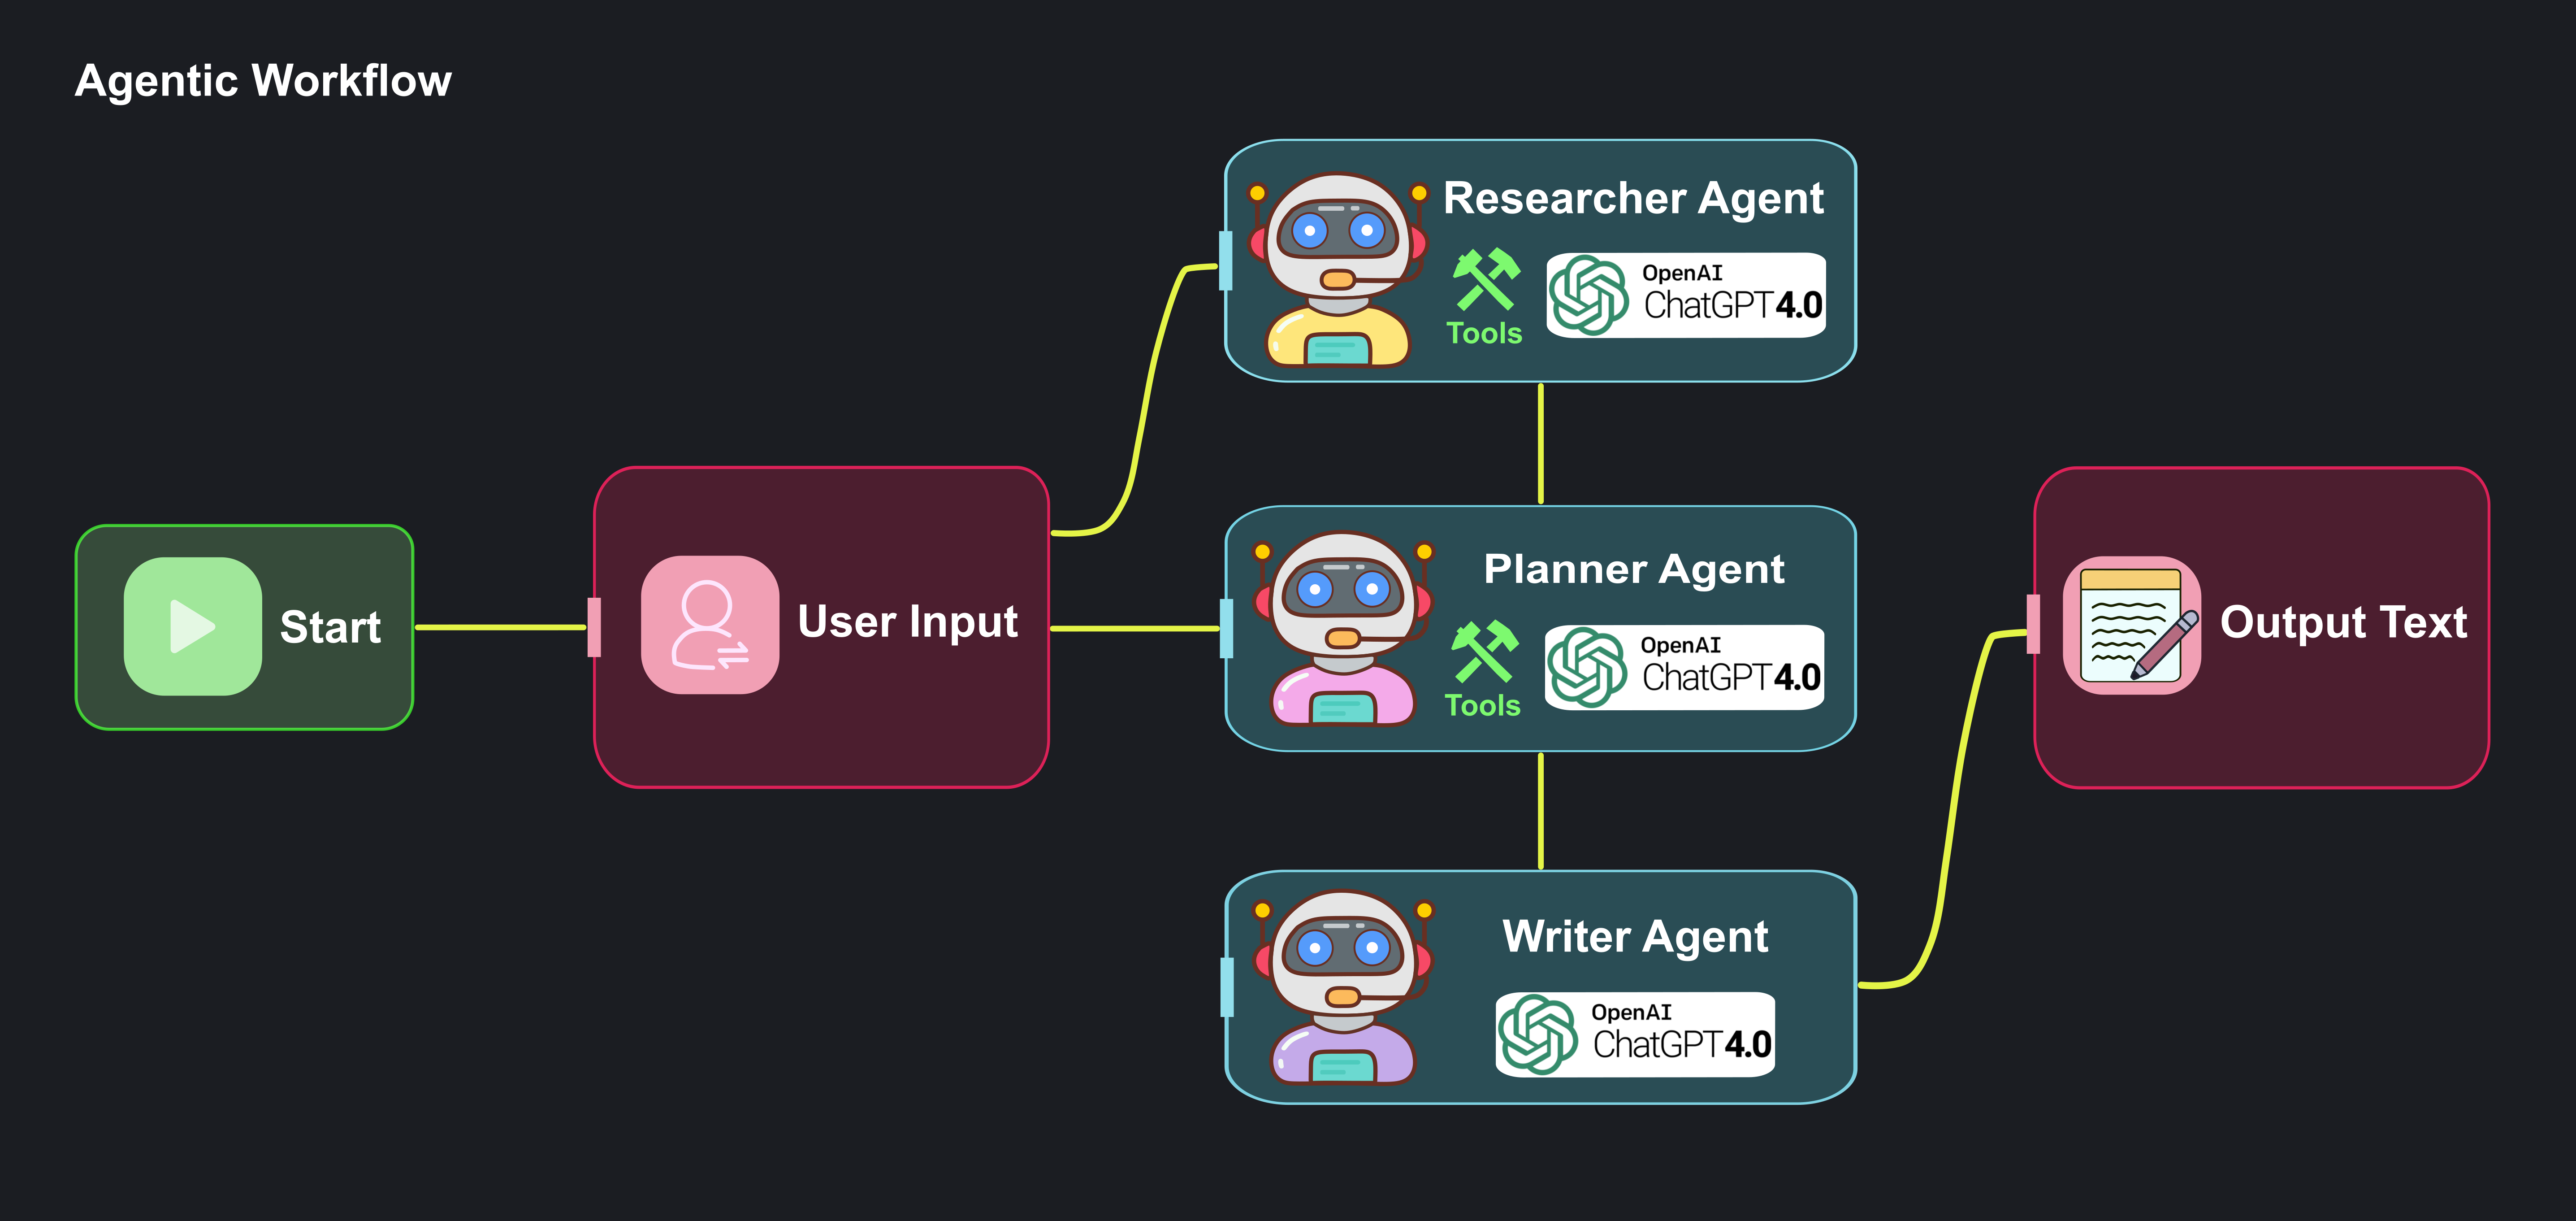 Agentic Workflow
Start
User Input
Researcher Agent
Tools
OpenAI
ChatGPT4.0
Planner Agent
Tools
OpenAI
ChatGPT4.0
Writer Agent
OpenAI
ChatGPT4.0
Output Text